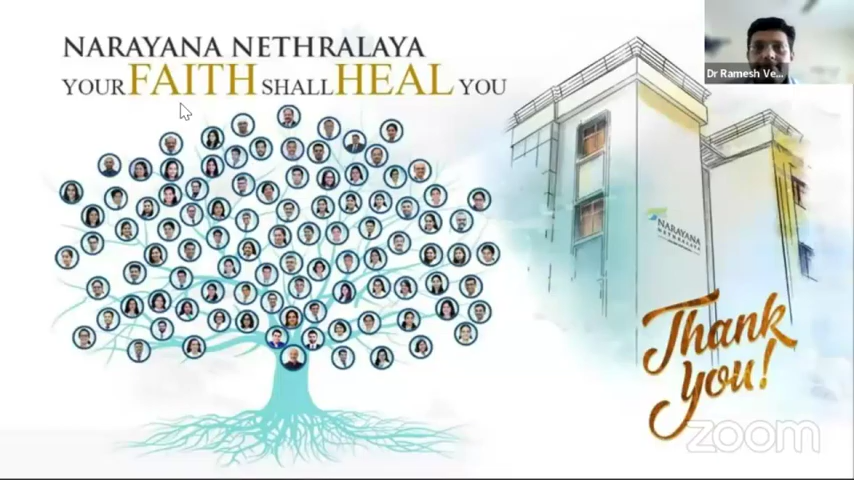 NARAYANA NETHRALAYA
YOUR FAITH SHALL HEAL YOU
Dr Ramesh Ve...
NARAYANA
NETHRALAYA
Thank
you!
zoom